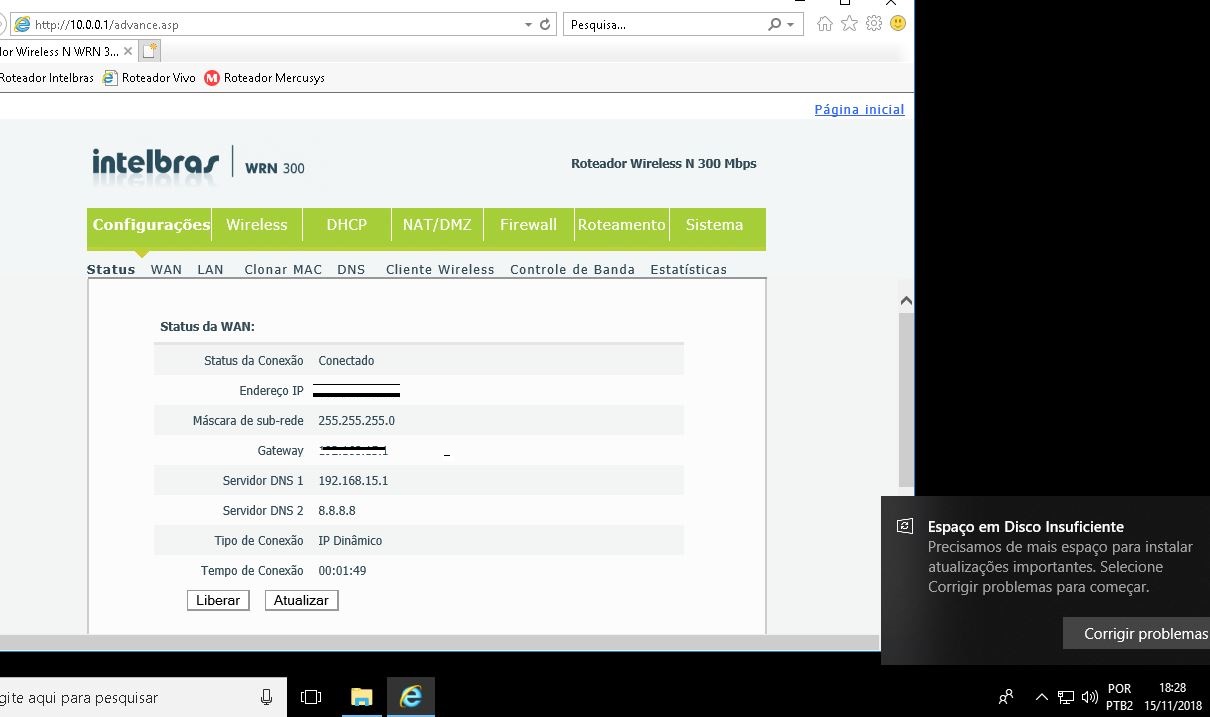 http://10.0.0.1/advance.asp
Pesquisa...
Wireless N WRN 3...
Roteador Intelbras
Roteador Vivo
Roteador Mercusys
Página inicial
intelbras
WRN 300
Roteador Wireless N 300 Mbps
Configurações
Wireless
DHCP
NAT/DMZ
Firewall
Roteamento
Sistema
Status
WAN
LAN
Clonar MAC
DNS
Cliente Wireless
Controle de Banda
Estatísticas
Status da WAN:
Status da Conexão Conectado
Endereço IP
Máscara de sub-rede 255.255.255.0
Gateway
Servidor DNS 1 192.168.15.1
Servidor DNS 2 8.8.8.8
Tipo de Conexão IP Dinâmico
Tempo de Conexão 00:01:49
Liberar
Atualizar
Espaço em Disco Insuficiente
Precisamos de mais espaço para instalar
atualizações importantes. Selecione
Corrigir problemas para começar.
Corrigir problemas
gite aqui para pesquisar
POR
PTB2
18:28
15/11/2018